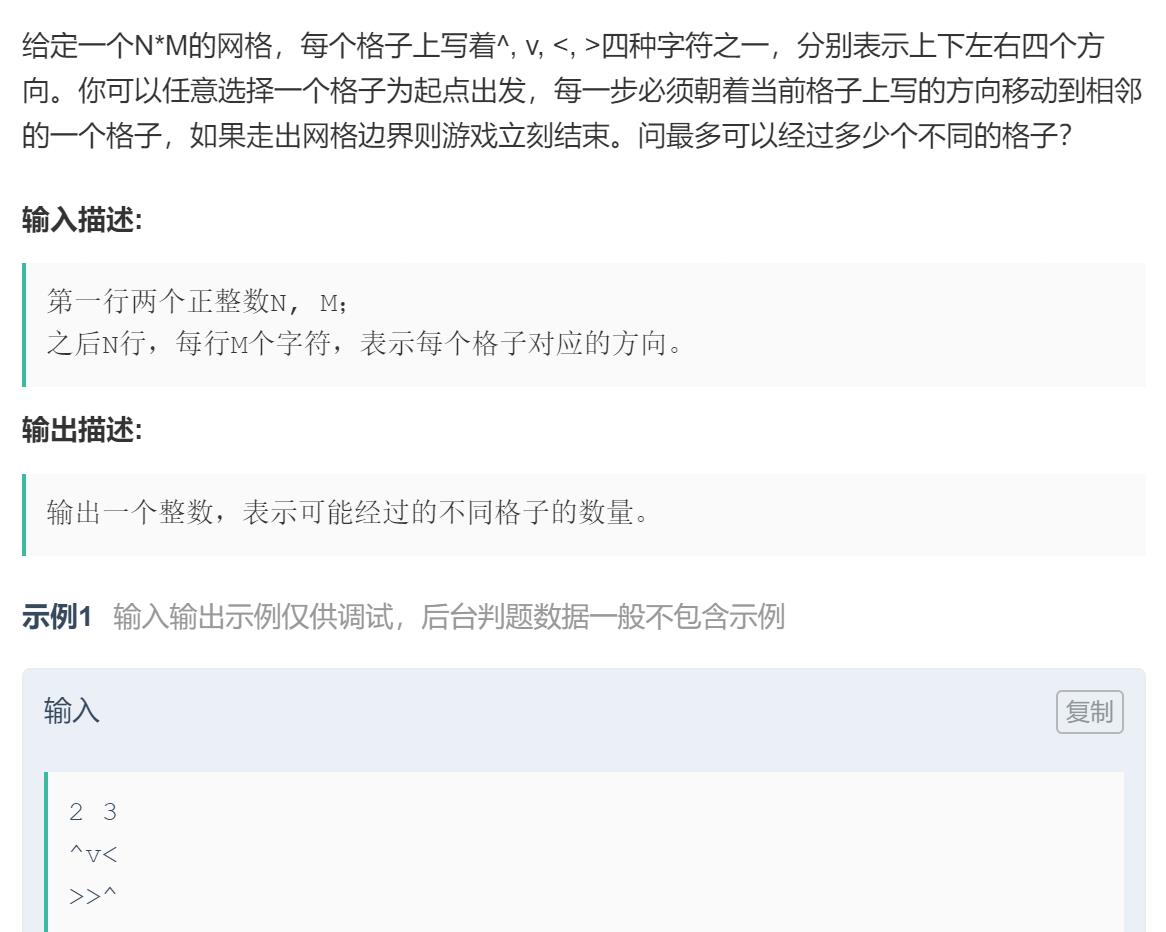 给定一个N*M的网格，每个格子上写着^, v, <, >四种字符之一，分别表示上下左右四个方
向。你可以任意选择一个格子为起点出发，每一步必须朝着当前格子上写的方向移动到相邻
的一个格子，如果走出网格边界则游戏立刻结束。问最多可以经过多少个不同的格子？
输入描述:
第一行两个正整数N, M；
之后N行，每行M个字符，表示每个格子对应的方向。
输出描述:
输出一个整数，表示可能经过的不同格子的数量。
示例1 输入输出示例仅供调试，后台判题数据一般不包含示例
输入
复制
2 3
^v<
>>^